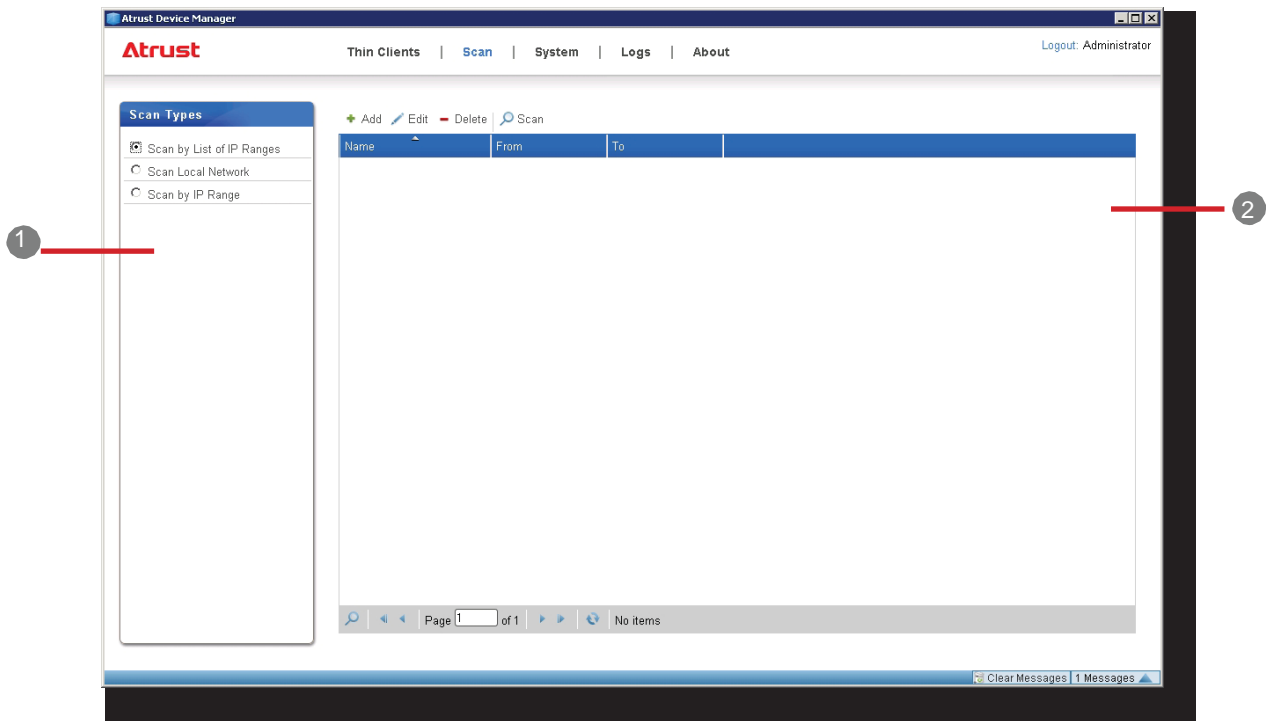 Atrust Device Manager
Atrust
Thin Clients | Scan | System | Logs | About
Logout: Administrator
Scan Types
Scan by List of IP Ranges
Scan Local Network
Scan by IP Range
Add Edit Delete Scan
Name From To
1
2
Page 1 of 1 No items
Clear Messages 1 Messages